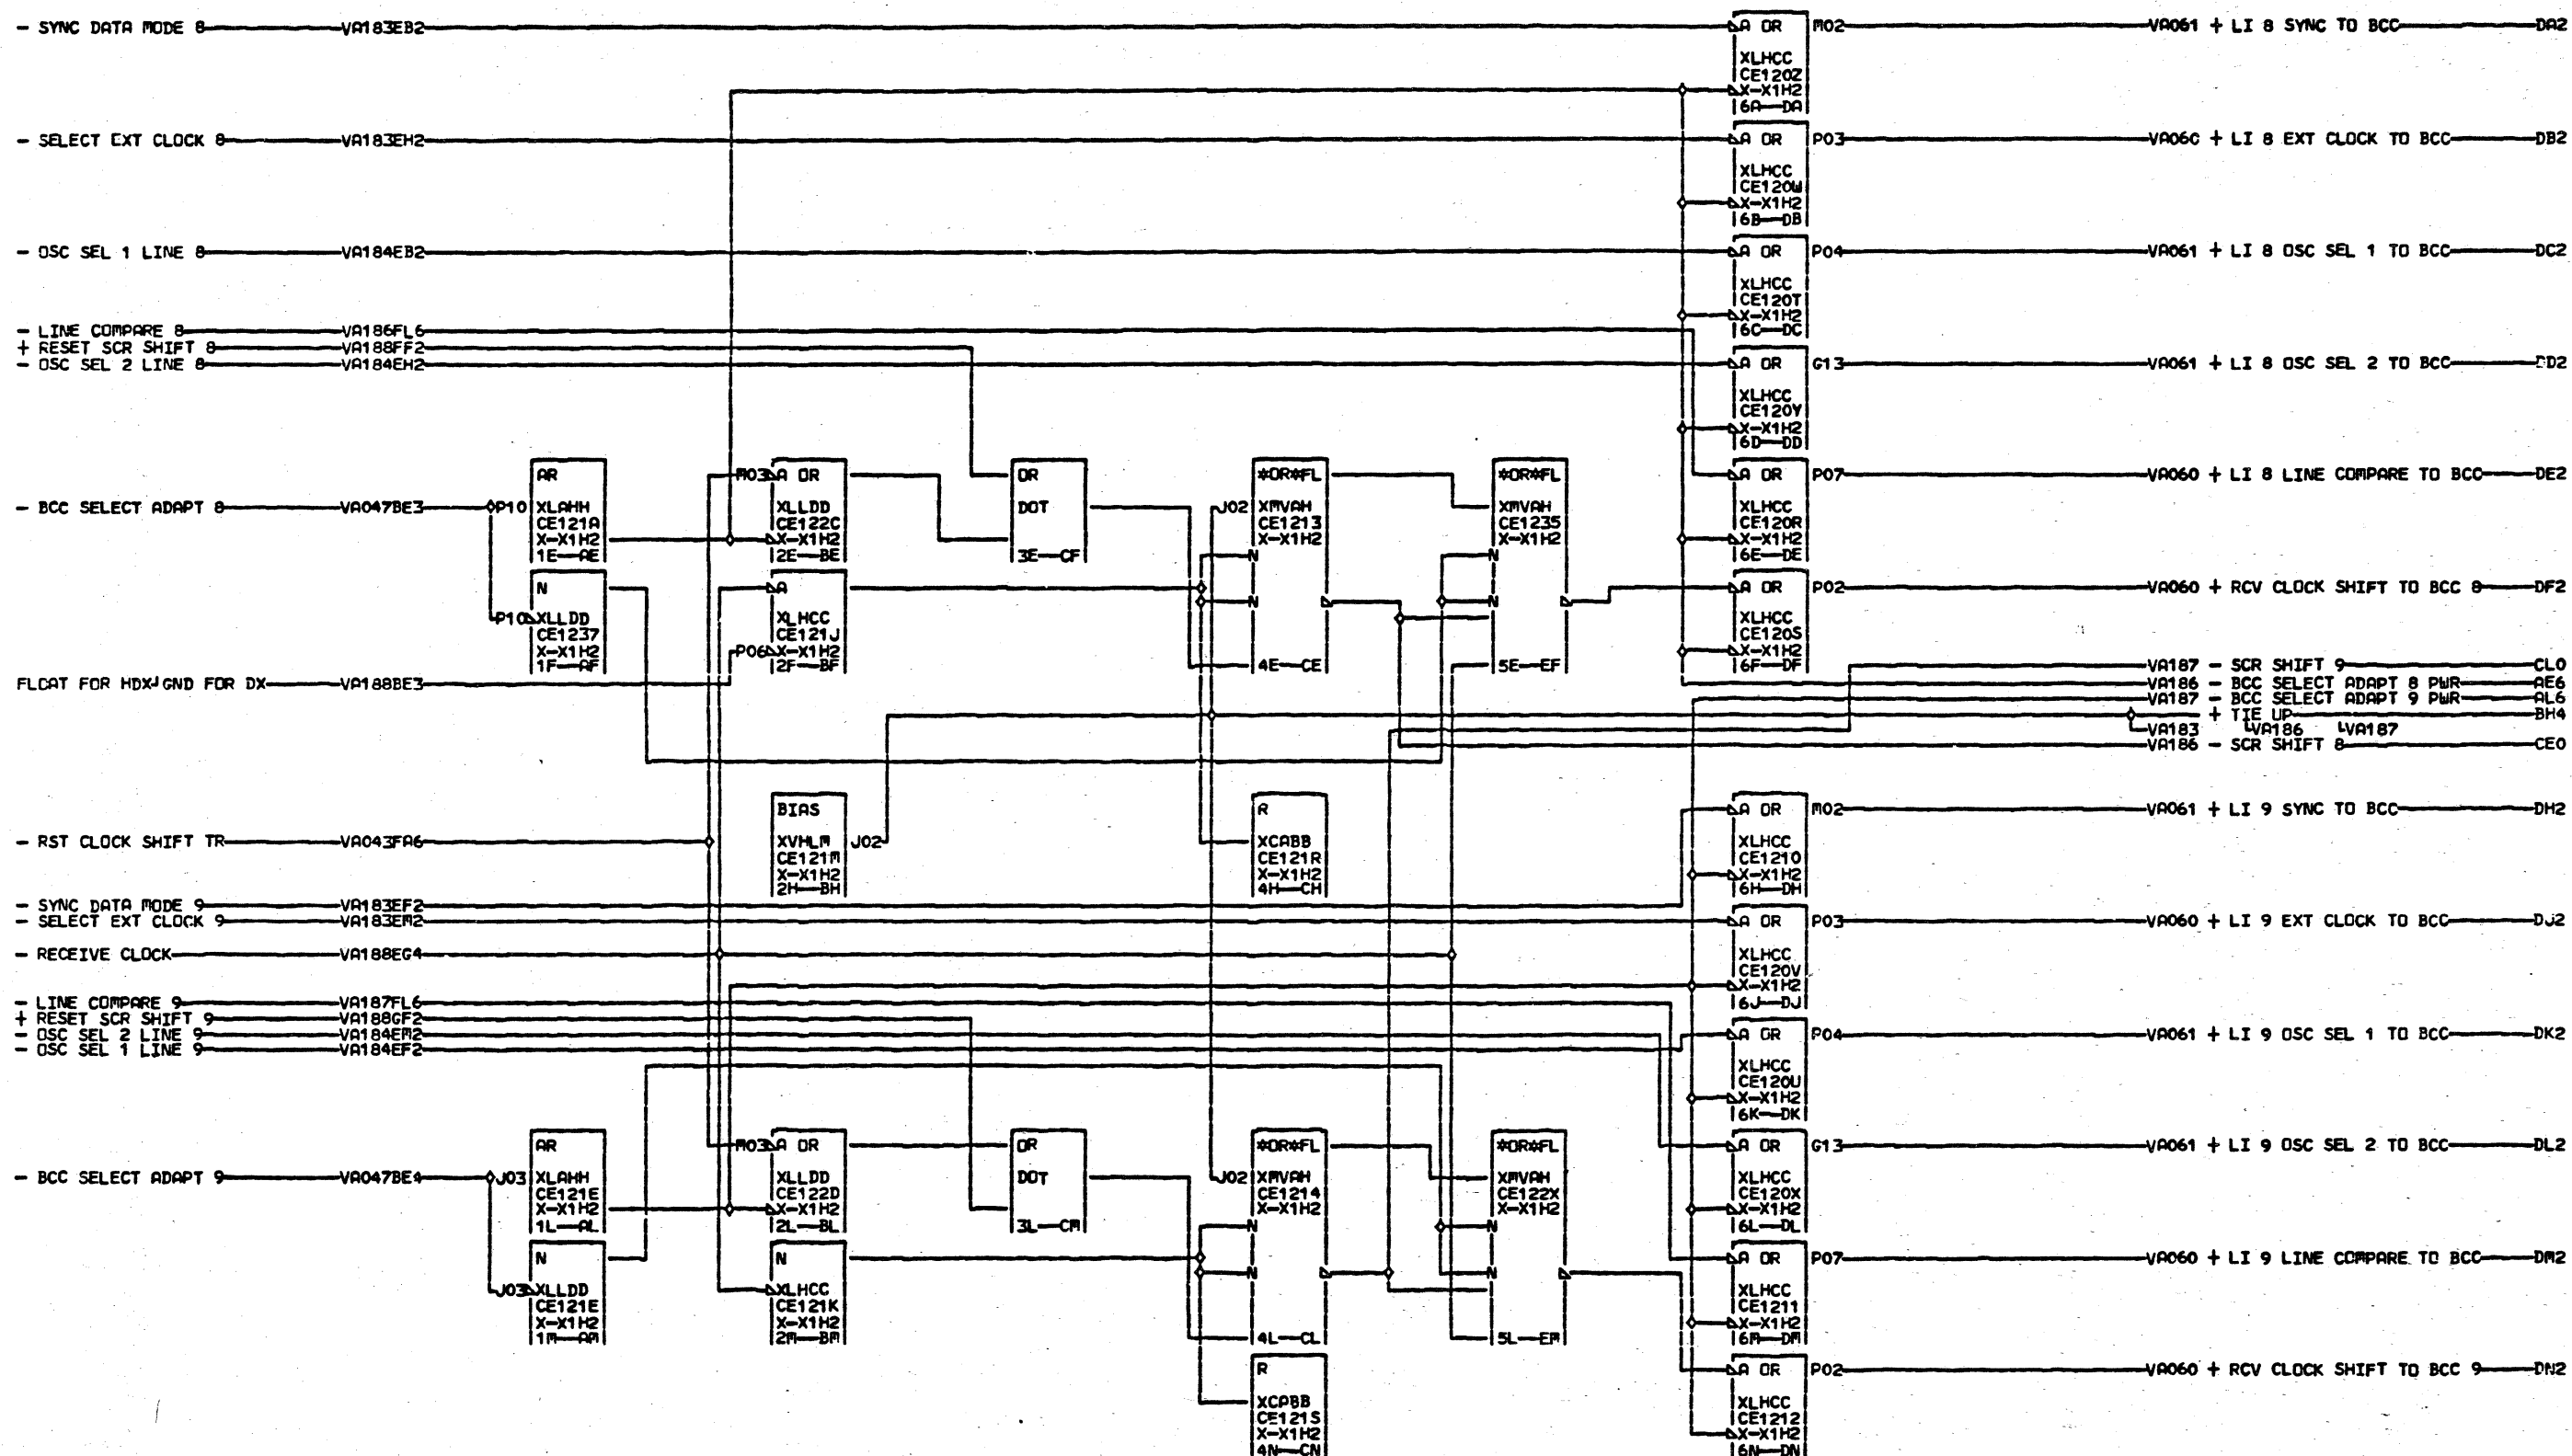 - SYNC DATA MODE 8 VA183EB2 A OR M02 VA061 + LI 8 SYNC TO BCC DA2
XLHCC
CE120Z
X-X1H2
6A DA
- SELECT EXT CLOCK 8 VA183EH2 A OR P03 VA06C + LI 8 EXT CLOCK TO BCC DB2
XLHCC
CE120W
X-X1H2
6B DB
- OSC SEL 1 LINE 8 VA184EB2 A OR P04 VA061 + LI 8 OSC SEL 1 TO BCC DC2
XLHCC
CE120T
X-X1H2
6C DC
- LINE COMPARE 8 VA186FL6
+ RESET SCR SHIFT 8 VA188FF2
- OSC SEL 2 LINE 8 VA184EH2 A OR G13 VA061 + LI 8 OSC SEL 2 TO BCC DD2
XLHCC
CE120Y
X-X1H2
6D DD
AR M03 A OR OR *OR*FL *OR*FL A OR P07 VA060 + LI 8 LINE COMPARE TO BCC DE2
- BCC SELECT ADAPT 8 VA047BE3 P10 XLAHH XLLDD DOT J02 XMVAH XMVAH XLHCC
CE121A CE122C CE1213 CE1235 CE120R
X-X1H2 X-X1H2 X-X1H2 X-X1H2 X-X1H2
1E AE 2E BE 3E CF N N 6E DE
N A N N A OR P02 VA060 + RCV CLOCK SHIFT TO BCC 8 DF2
P10 XLLDD XLHCC XLHCC
CE1237 CE121J CE120S
X-X1H2 P06 X-X1H2 X-X1H2
1F AF 2F BF 4E CE 5E EF 6F DF
VA187 - SCR SHIFT 9 CL0
FLOAT FOR HDX GND FOR DX VA188BE3 VA186 - BCC SELECT ADAPT 8 PWR AE6
VA187 - BCC SELECT ADAPT 9 PWR AL6
+ TIE UP BH4
VA183 VA186 VA187
VA186 - SCR SHIFT 8 CE0
BIAS R A OR M02 VA061 + LI 9 SYNC TO BCC DH2
- RST CLOCK SHIFT TR VA043FA6 XVHLM J02 XCABB XLHCC
CE121M CE121R CE1210
X-X1H2 X-X1H2 X-X1H2
2H BH 4H CH 6H DH
- SYNC DATA MODE 9 VA183EF2
- SELECT EXT CLOCK 9 VA183EM2 A OR P03 VA060 + LI 9 EXT CLOCK TO BCC DJ2
- RECEIVE CLOCK VA188EG4 XLHCC
CE120V
X-X1H2
- LINE COMPARE 9 VA187FL6 6J DJ
+ RESET SCR SHIFT 9 VA188GF2
- OSC SEL 2 LINE 9 VA184EM2 A OR P04 VA061 + LI 9 OSC SEL 1 TO BCC DK2
- OSC SEL 1 LINE 9 VA184EF2
XLHCC
CE120U
X-X1H2
6K DK
AR M03 A OR OR *OR*FL *OR*FL A OR G13 VA061 + LI 9 OSC SEL 2 TO BCC DL2
- BCC SELECT ADAPT 9 VA047BE4 J03 XLAHH XLLDD DOT J02 XMVAH XMVAH XLHCC
CE121E CE122D CE1214 CE122X CE120X
X-X1H2 X-X1H2 X-X1H2 X-X1H2 X-X1H2
1L AL 2L BL 3L CM N N 6L DL
N N N N A OR P07 VA060 + LI 9 LINE COMPARE TO BCC DM2
J03 XLLDD XLHCC XLHCC
CE121E CE121K CE1211
X-X1H2 X-X1H2 X-X1H2
1M AM 2M BM 4L CL 5L EM 6M DM
R A OR P02 VA060 + RCV CLOCK SHIFT TO BCC 9 DN2
XCABB XLHCC
CE121S CE1212
X-X1H2 X-X1H2
4N CN 6N DN